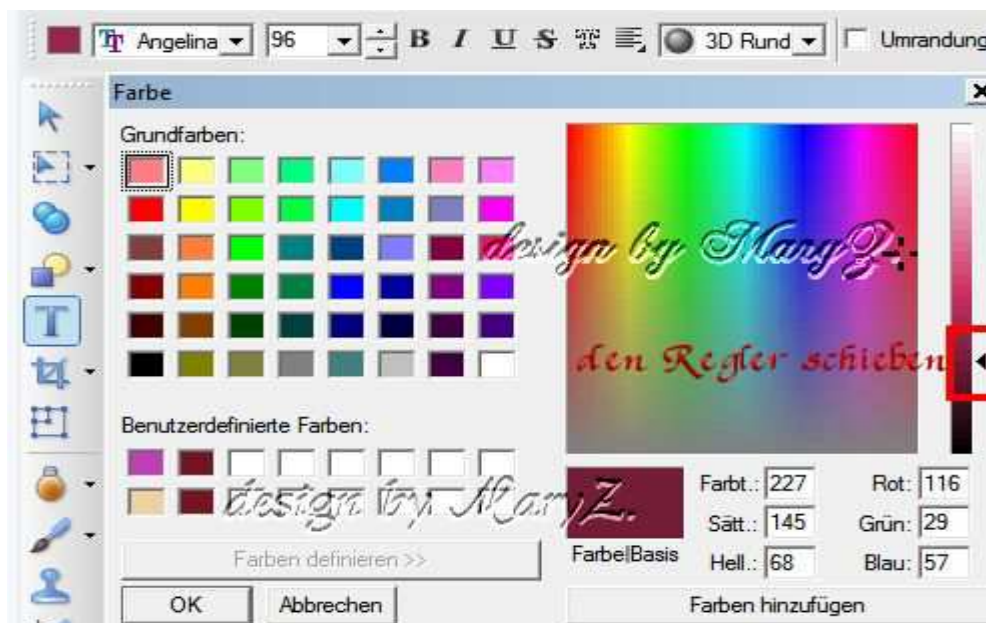 Angelina 96 B I U S T 3D Rund Umrandung
Farbe
Grundfarben:
design by MaryZ.
den Regler schieben
T
Benutzerdefinierte Farben:
design by MaryZ.
Farbt.: 227 Rot: 116
Sätt.: 145 Grün: 29
Farbe|Basis Hell.: 68 Blau: 57
Farben definieren >>
OK Abbrechen Farben hinzufügen